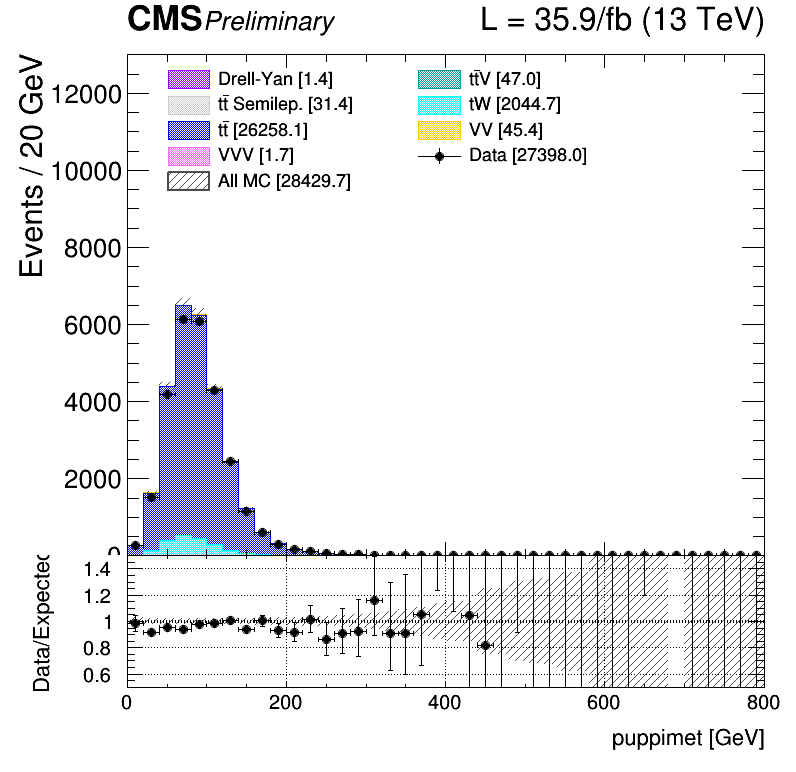 CMS Preliminary L = 35.9/fb (13 TeV)
Events / 20 GeV
12000
10000
8000
6000
4000
2000
0
Drell-Yan [1.4]
tt̄ Semilep. [31.4]
tt̄ [26258.1]
VVV [1.7]
All MC [28429.7]
tt̄V [47.0]
tW [2044.7]
VV [45.4]
Data [27398.0]
Data/Expected
1.4
1.2
1
0.8
0.6
0 200 400 600 800
puppimet [GeV]